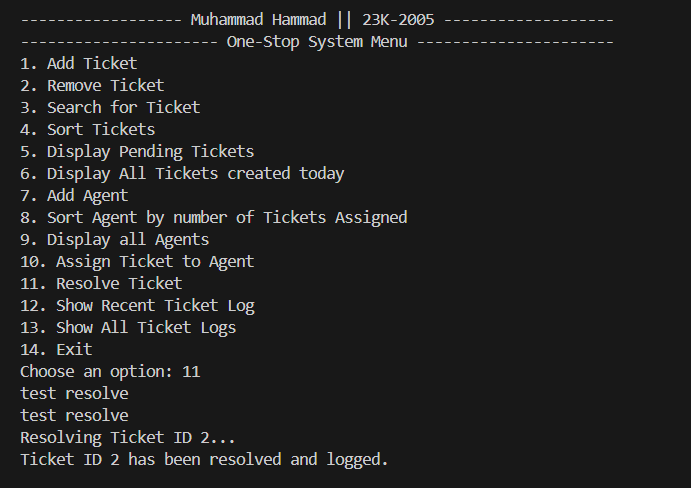 ------------------ Muhammad Hammad || 23K-2005 -------------------
---------------------- One-Stop System Menu ----------------------
1. Add Ticket
2. Remove Ticket
3. Search for Ticket
4. Sort Tickets
5. Display Pending Tickets
6. Display All Tickets created today
7. Add Agent
8. Sort Agent by number of Tickets Assigned
9. Display all Agents
10. Assign Ticket to Agent
11. Resolve Ticket
12. Show Recent Ticket Log
13. Show All Ticket Logs
14. Exit
Choose an option: 11
test resolve
test resolve
Resolving Ticket ID 2...
Ticket ID 2 has been resolved and logged.